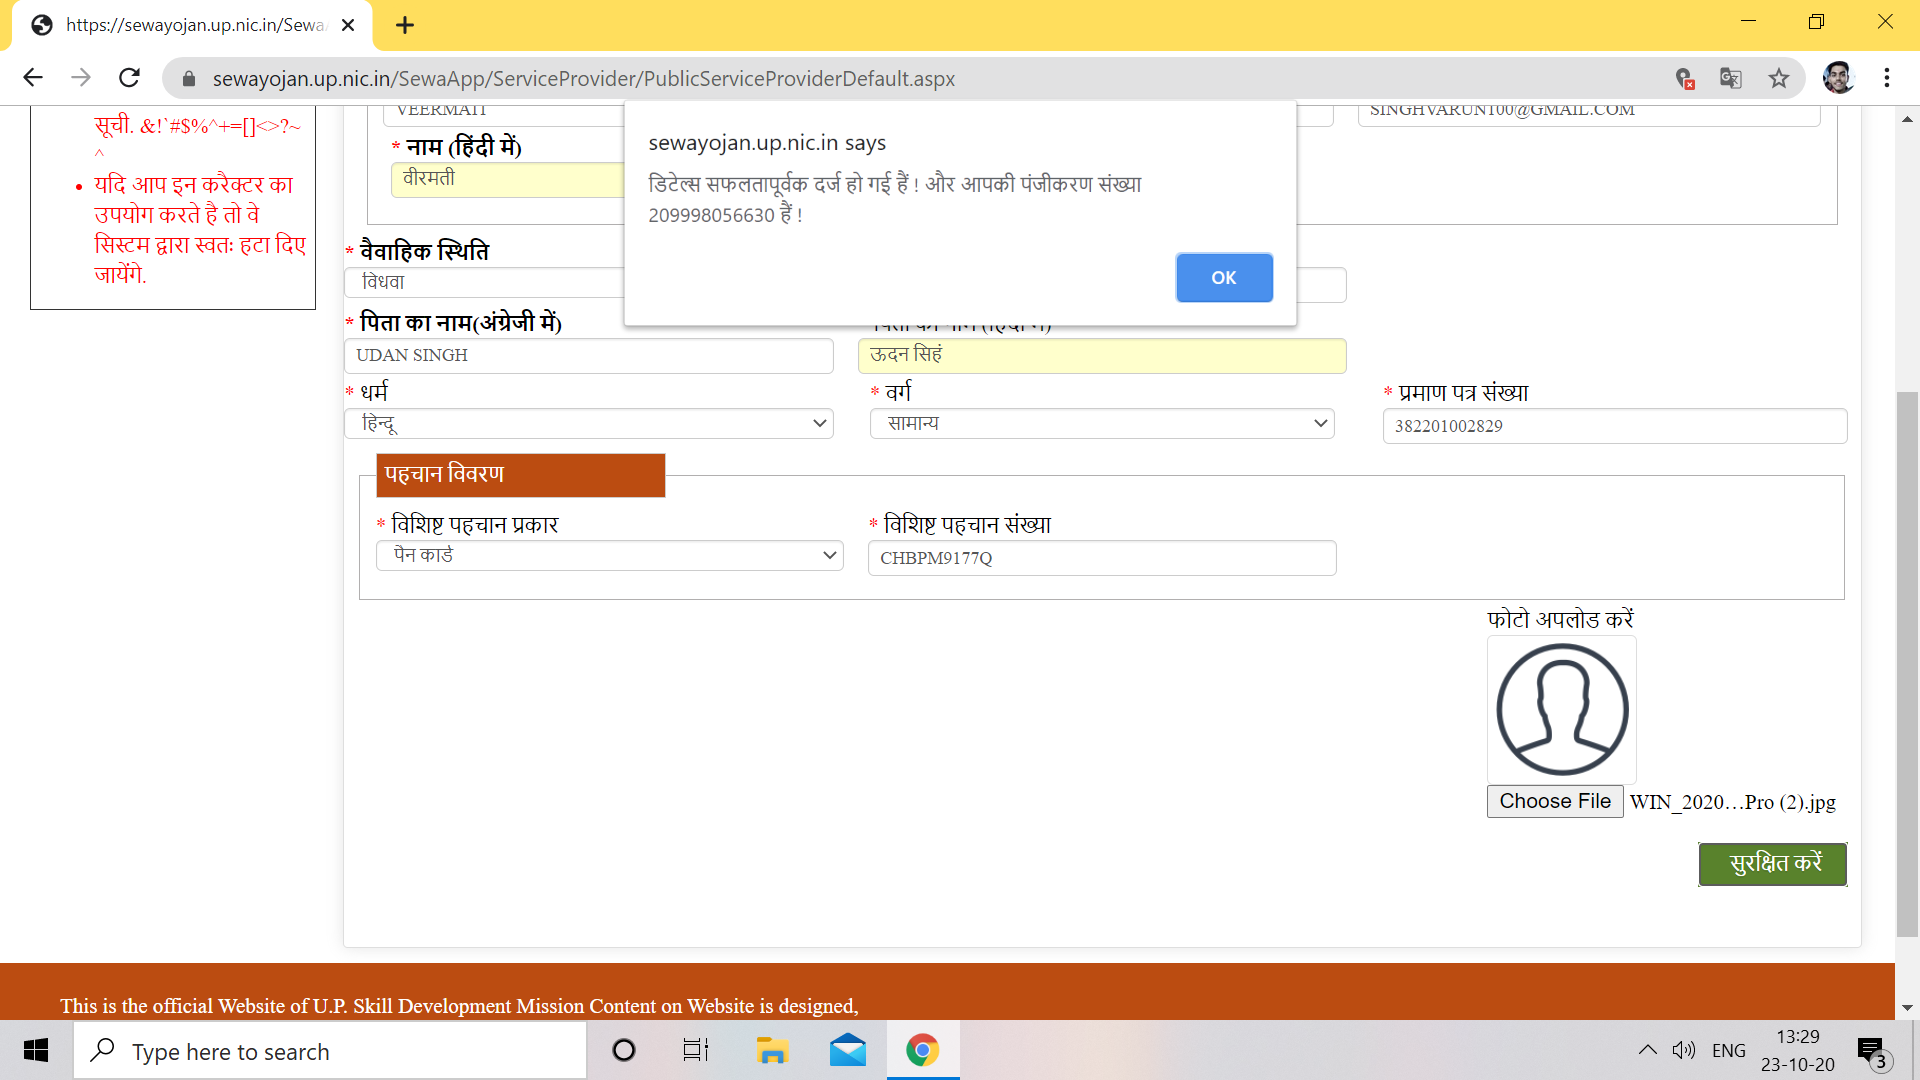 https://sewayojan.up.nic.in/Sewa
sewayojan.up.nic.in/SewaApp/ServiceProvider/PublicServiceProviderDefault.aspx
सूची. &!`#$%^+=[]<>?~
^
यदि आप इन करैक्टर का
उपयोग करते है तो वे
सिस्टम द्वारा स्वतः हटा दिए
जायेंगे.
VEERMATI
SINGHVARUN100@GMAIL.COM
* नाम (हिंदी में)
वीरमती
sewayojan.up.nic.in says
डिटेल्स सफलतापूर्वक दर्ज हो गई हैं ! और आपकी पंजीकरण संख्या
209998056630 हैं !
OK
* वैवाहिक स्थिति
विधवा
* पिता का नाम(अंग्रेजी में)
पिता का नाम (हिंदी में)
UDAN SINGH
ऊदन सिहं
* धर्म
* वर्ग
* प्रमाण पत्र संख्या
हिन्दू
सामान्य
382201002829
पहचान विवरण
* विशिष्ट पहचान प्रकार
* विशिष्ट पहचान संख्या
पैन कार्ड
CHBPM9177Q
फोटो अपलोड करें
Choose File WIN_2020…Pro (2).jpg
सुरक्षित करें
This is the official Website of U.P. Skill Development Mission Content on Website is designed,
Type here to search
ENG
13:29
23-10-20
3